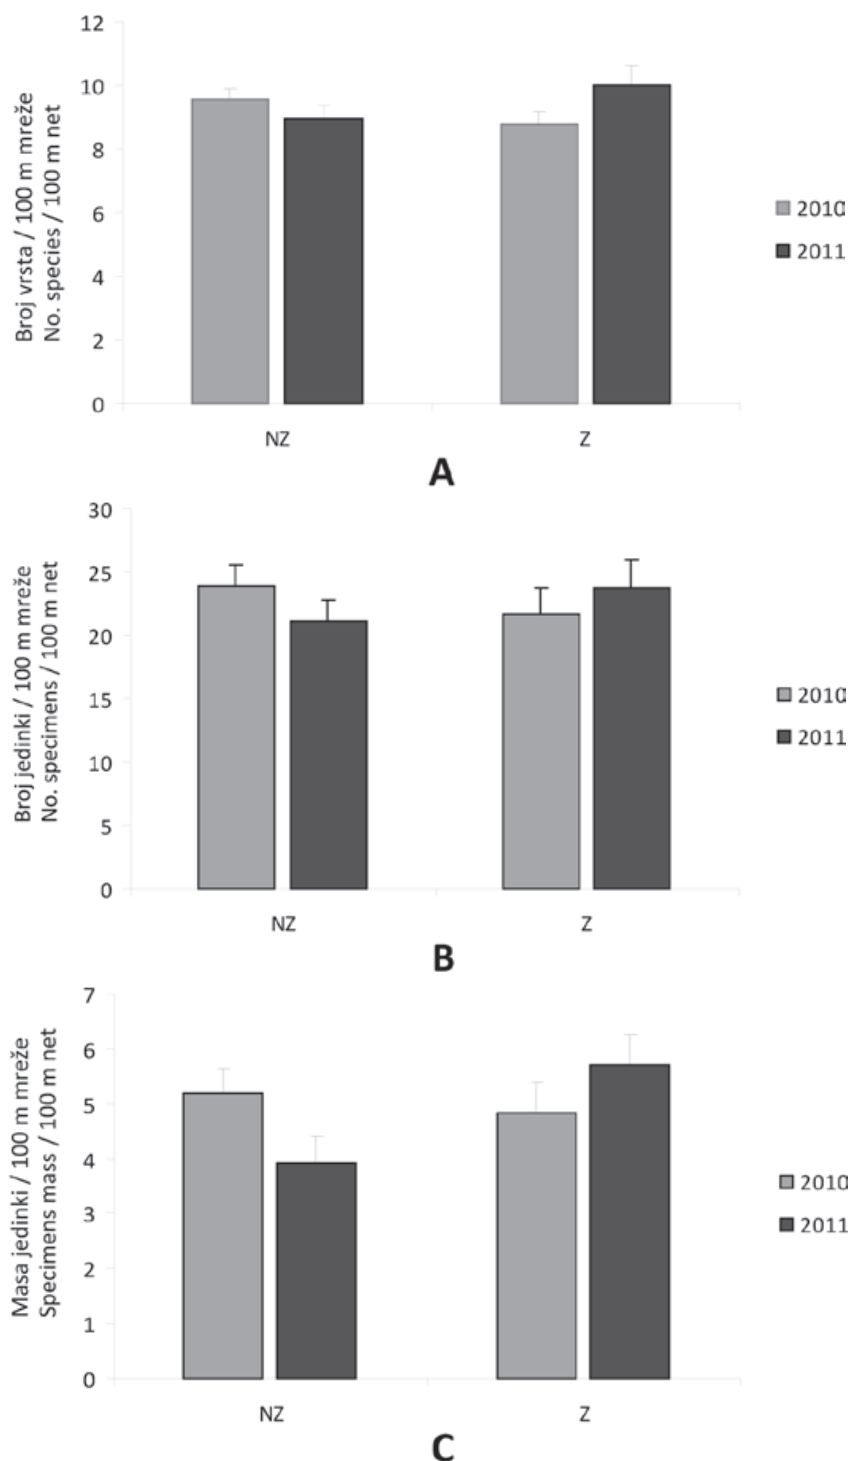 12
10
8
6
4
2
0
Broj vrsta / 100 m mreže
No. species / 100 m net
NZ
Z
2010
2011
A
30
25
20
15
10
5
0
Broj jedinki / 100 m mreže
No. specimens / 100 m net
NZ
Z
2010
2011
B
7
6
5
4
3
2
1
0
Masa jedinki / 100 m mreže
Specimens mass / 100 m net
NZ
Z
2010
2011
C